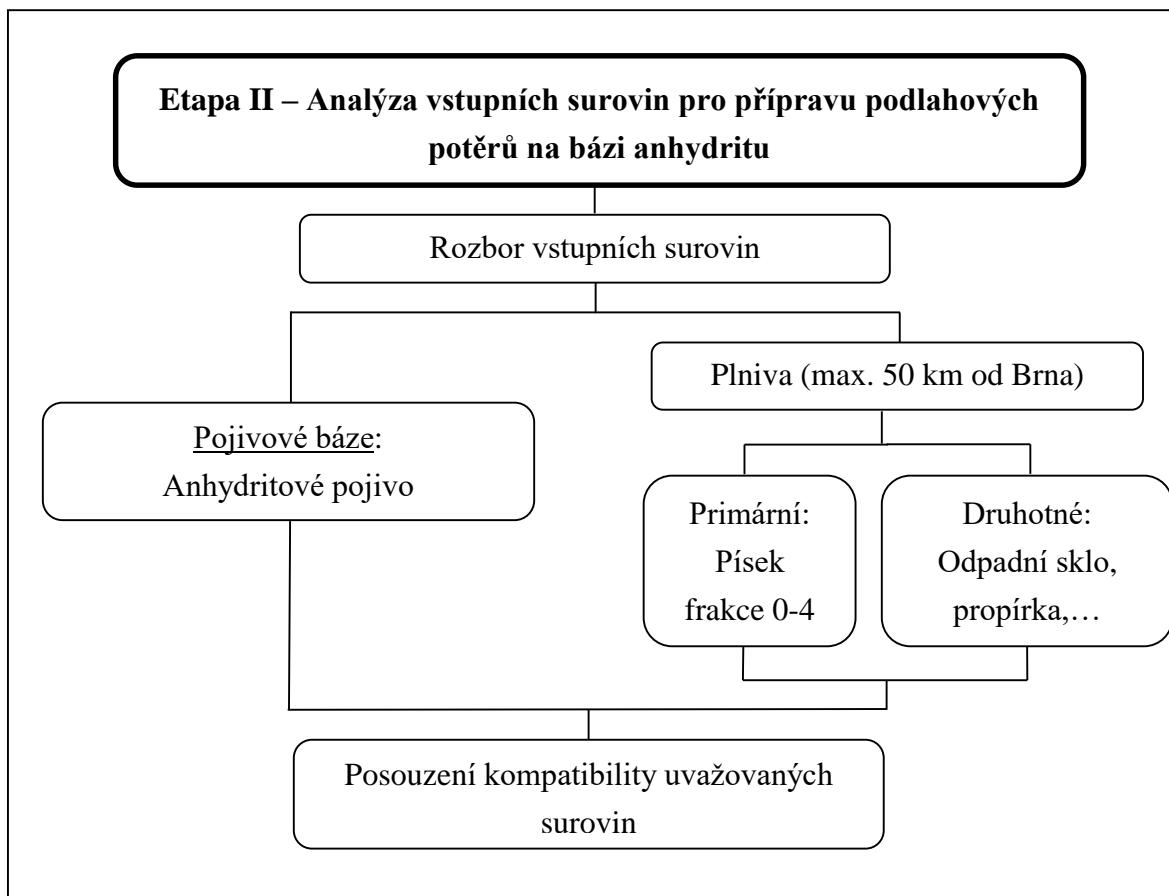 Etapa II – Analýza vstupních surovin pro přípravu podlahových
potěrů na bázi anhydritu
Rozbor vstupních surovin
Plniva (max. 50 km od Brna)
Pojivové báze:
Anhydritové pojivo
Primární:
Písek
frakce 0-4
Druhotné:
Odpadní sklo,
propírka,…
Posouzení kompatibility uvažovaných
surovin